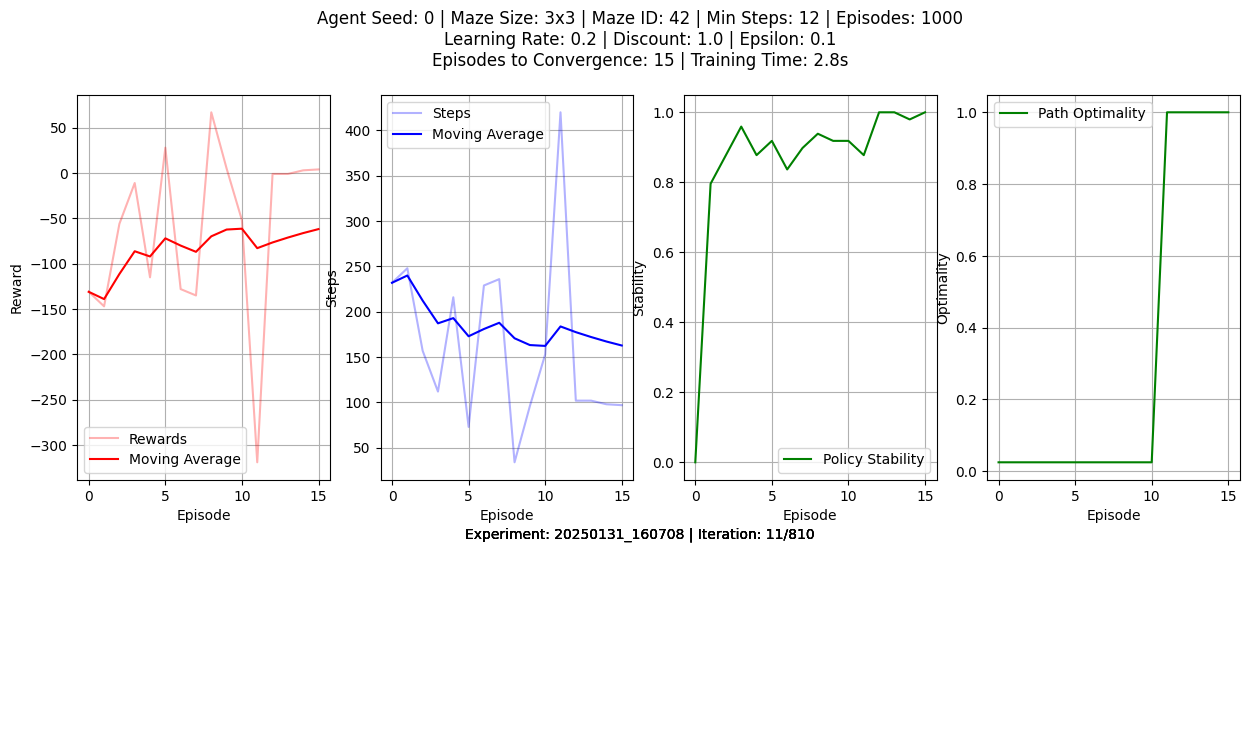 Agent Seed: 0 | Maze Size: 3x3 | Maze ID: 42 | Min Steps: 12 | Episodes: 1000
Learning Rate: 0.2 | Discount: 1.0 | Epsilon: 0.1
Episodes to Convergence: 15 | Training Time: 2.8s
50
0
−50
−100
−150
−200
−250
−300
Reward
Rewards
Moving Average
0
5
10
15
Episode
400
350
300
250
200
150
100
50
Steps
Steps
Moving Average
0
5
10
15
Episode
1.0
0.8
0.6
0.4
0.2
0.0
Stability
Policy Stability
0
5
10
15
Episode
1.0
0.8
0.6
0.4
0.2
0.0
Optimality
Path Optimality
0
5
10
15
Episode
Experiment: 20250131_160708 | Iteration: 11/810